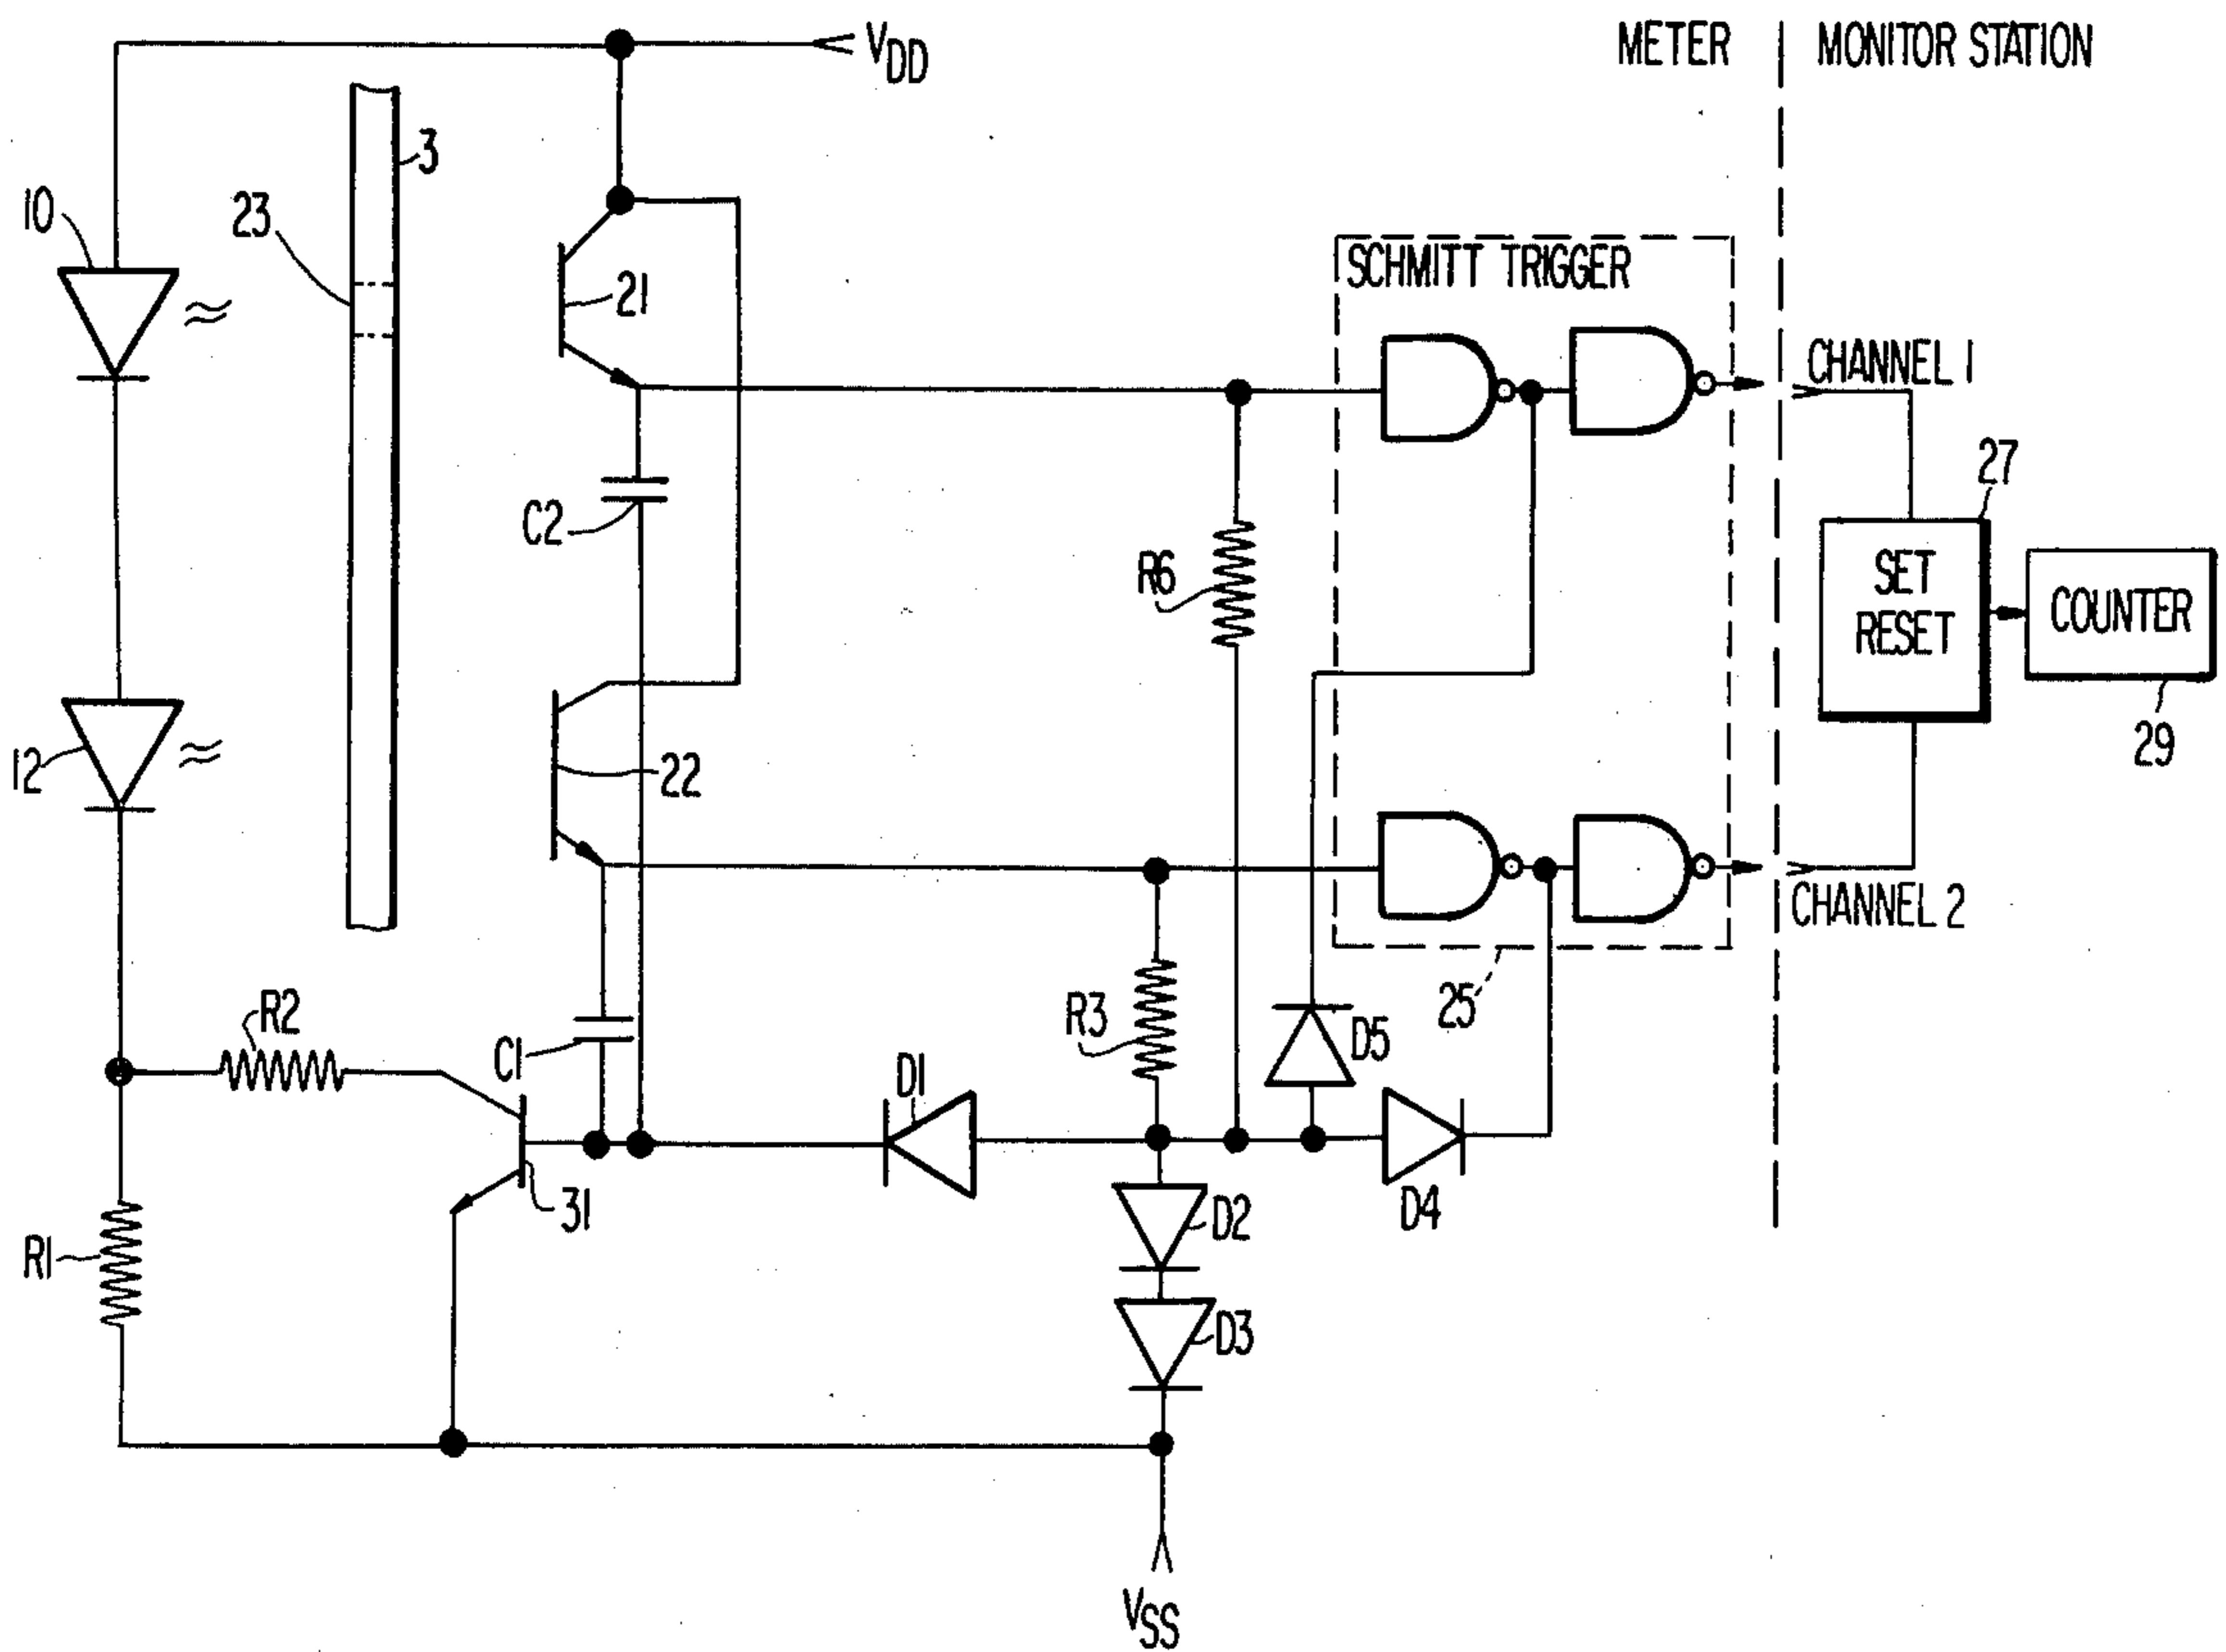 VDD
METER
MONITOR STATION
3
10
23
21
SCHMITT TRIGGER
CHANNEL 1
27
C2
R6
SET
RESET
COUNTER
12
22
29
CHANNEL 2
R2
C1
R3
25
D1
D5
31
D2
D4
R1
D3
VSS